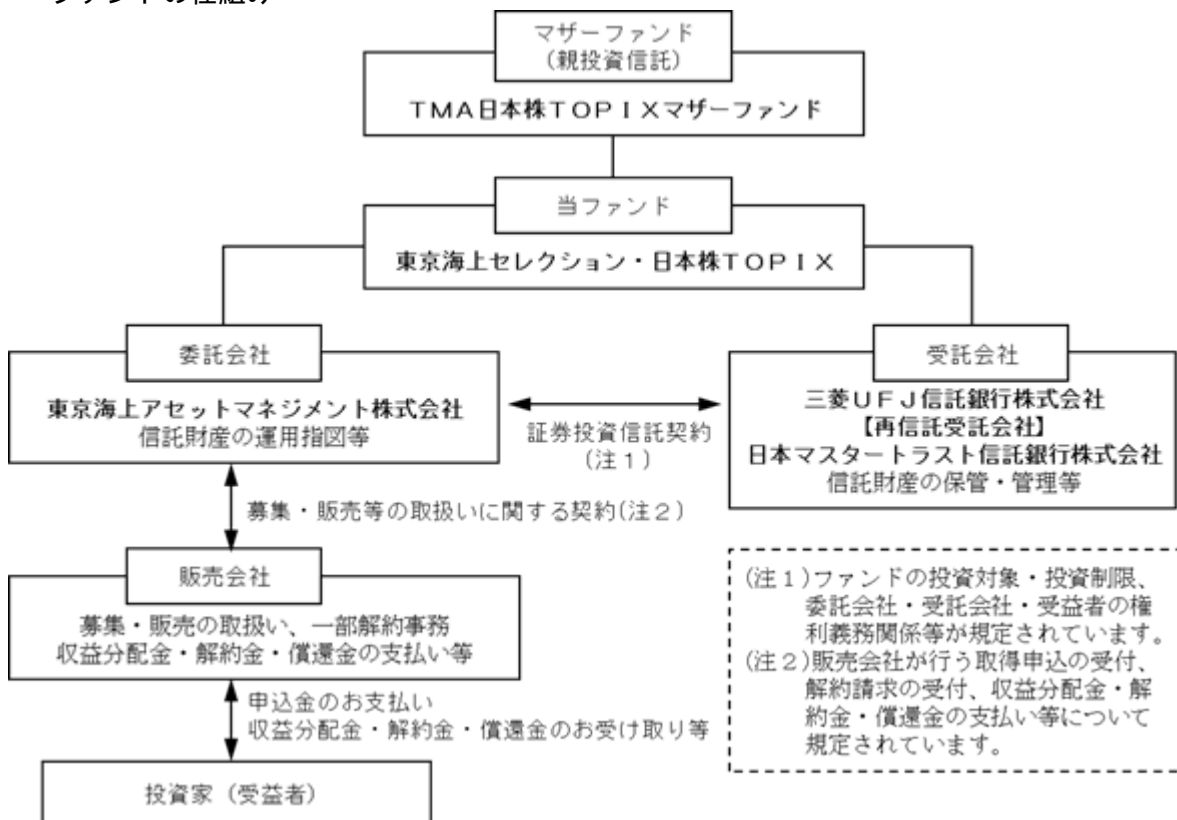 ファンドの仕組み
マザーファンド
(親投資信託)
TMA日本株TOPIXマザーファンド
当ファンド
東京海上セレクション・日本株TOPIX
委託会社
東京海上アセットマネジメント株式会社
信託財産の運用指図等
証券投資信託契約
(注1)
受託会社
三菱UFJ信託銀行株式会社
【再信託受託会社】
日本マスタートラスト信託銀行株式会社
信託財産の保管・管理等
募集・販売等の取扱いに関する契約(注2)
販売会社
募集・販売の取扱い、一部解約事務
収益分配金・解約金・償還金の支払い等
申込金のお支払い
収益分配金・解約金・償還金のお受け取り等
投資家(受益者)
(注1)ファンドの投資対象・投資制限、
委託会社・受託会社・受益者の権
利義務関係等が規定されています。
(注2)販売会社が行う取得申込の受付、
解約請求の受付、収益分配金・解
約金・償還金の支払い等について
規定されています。